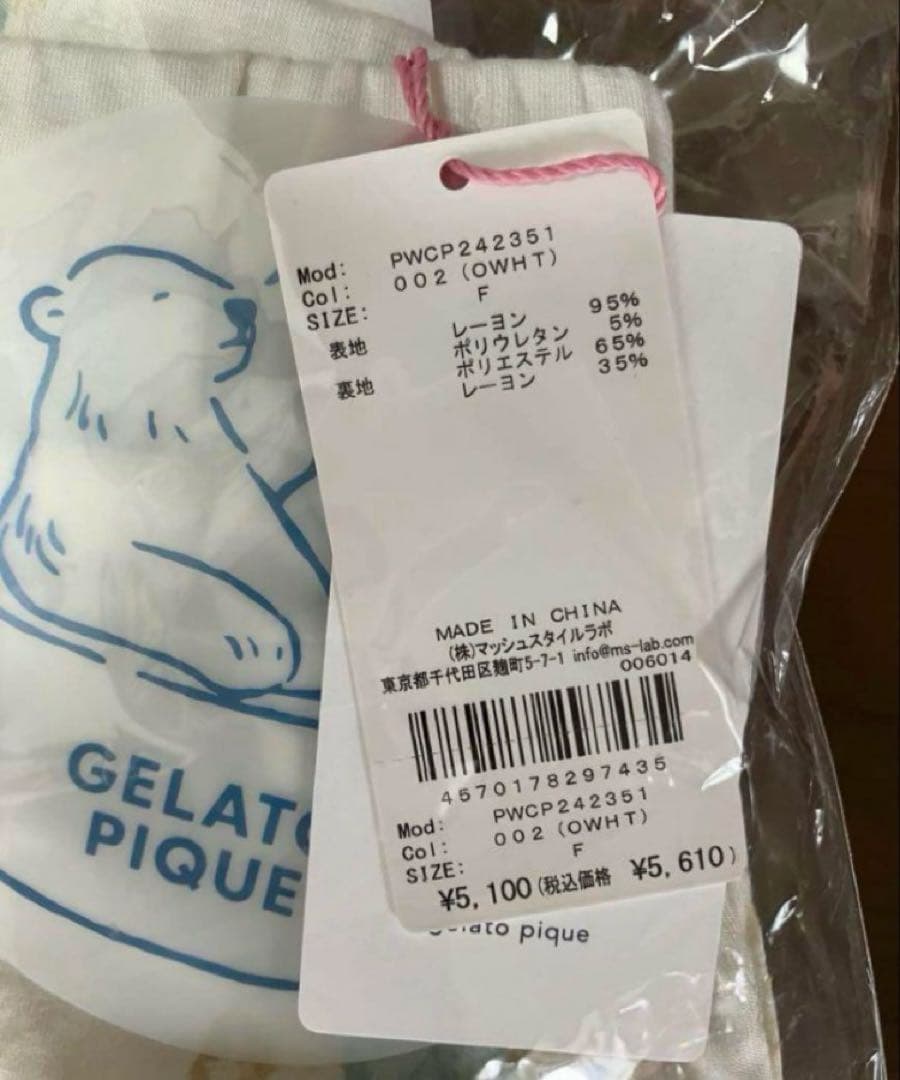 Mod: PWCP242351
Col: 002 (OWHT)
SIZE: F
表地 レーヨン 95%
ポリウレタン 5%
裏地 ポリエステル 65%
レーヨン 35%
MADE IN CHINA
(株)マッシュスタイルラボ
東京都千代田区麹町5-7-1 info@ms-lab.com
006014
4570178297435
Mod: PWCP242351
Col: 002 (OWHT)
SIZE: F
¥5,100(税込価格 ¥5,610)
pique
GELATO
PIQUE